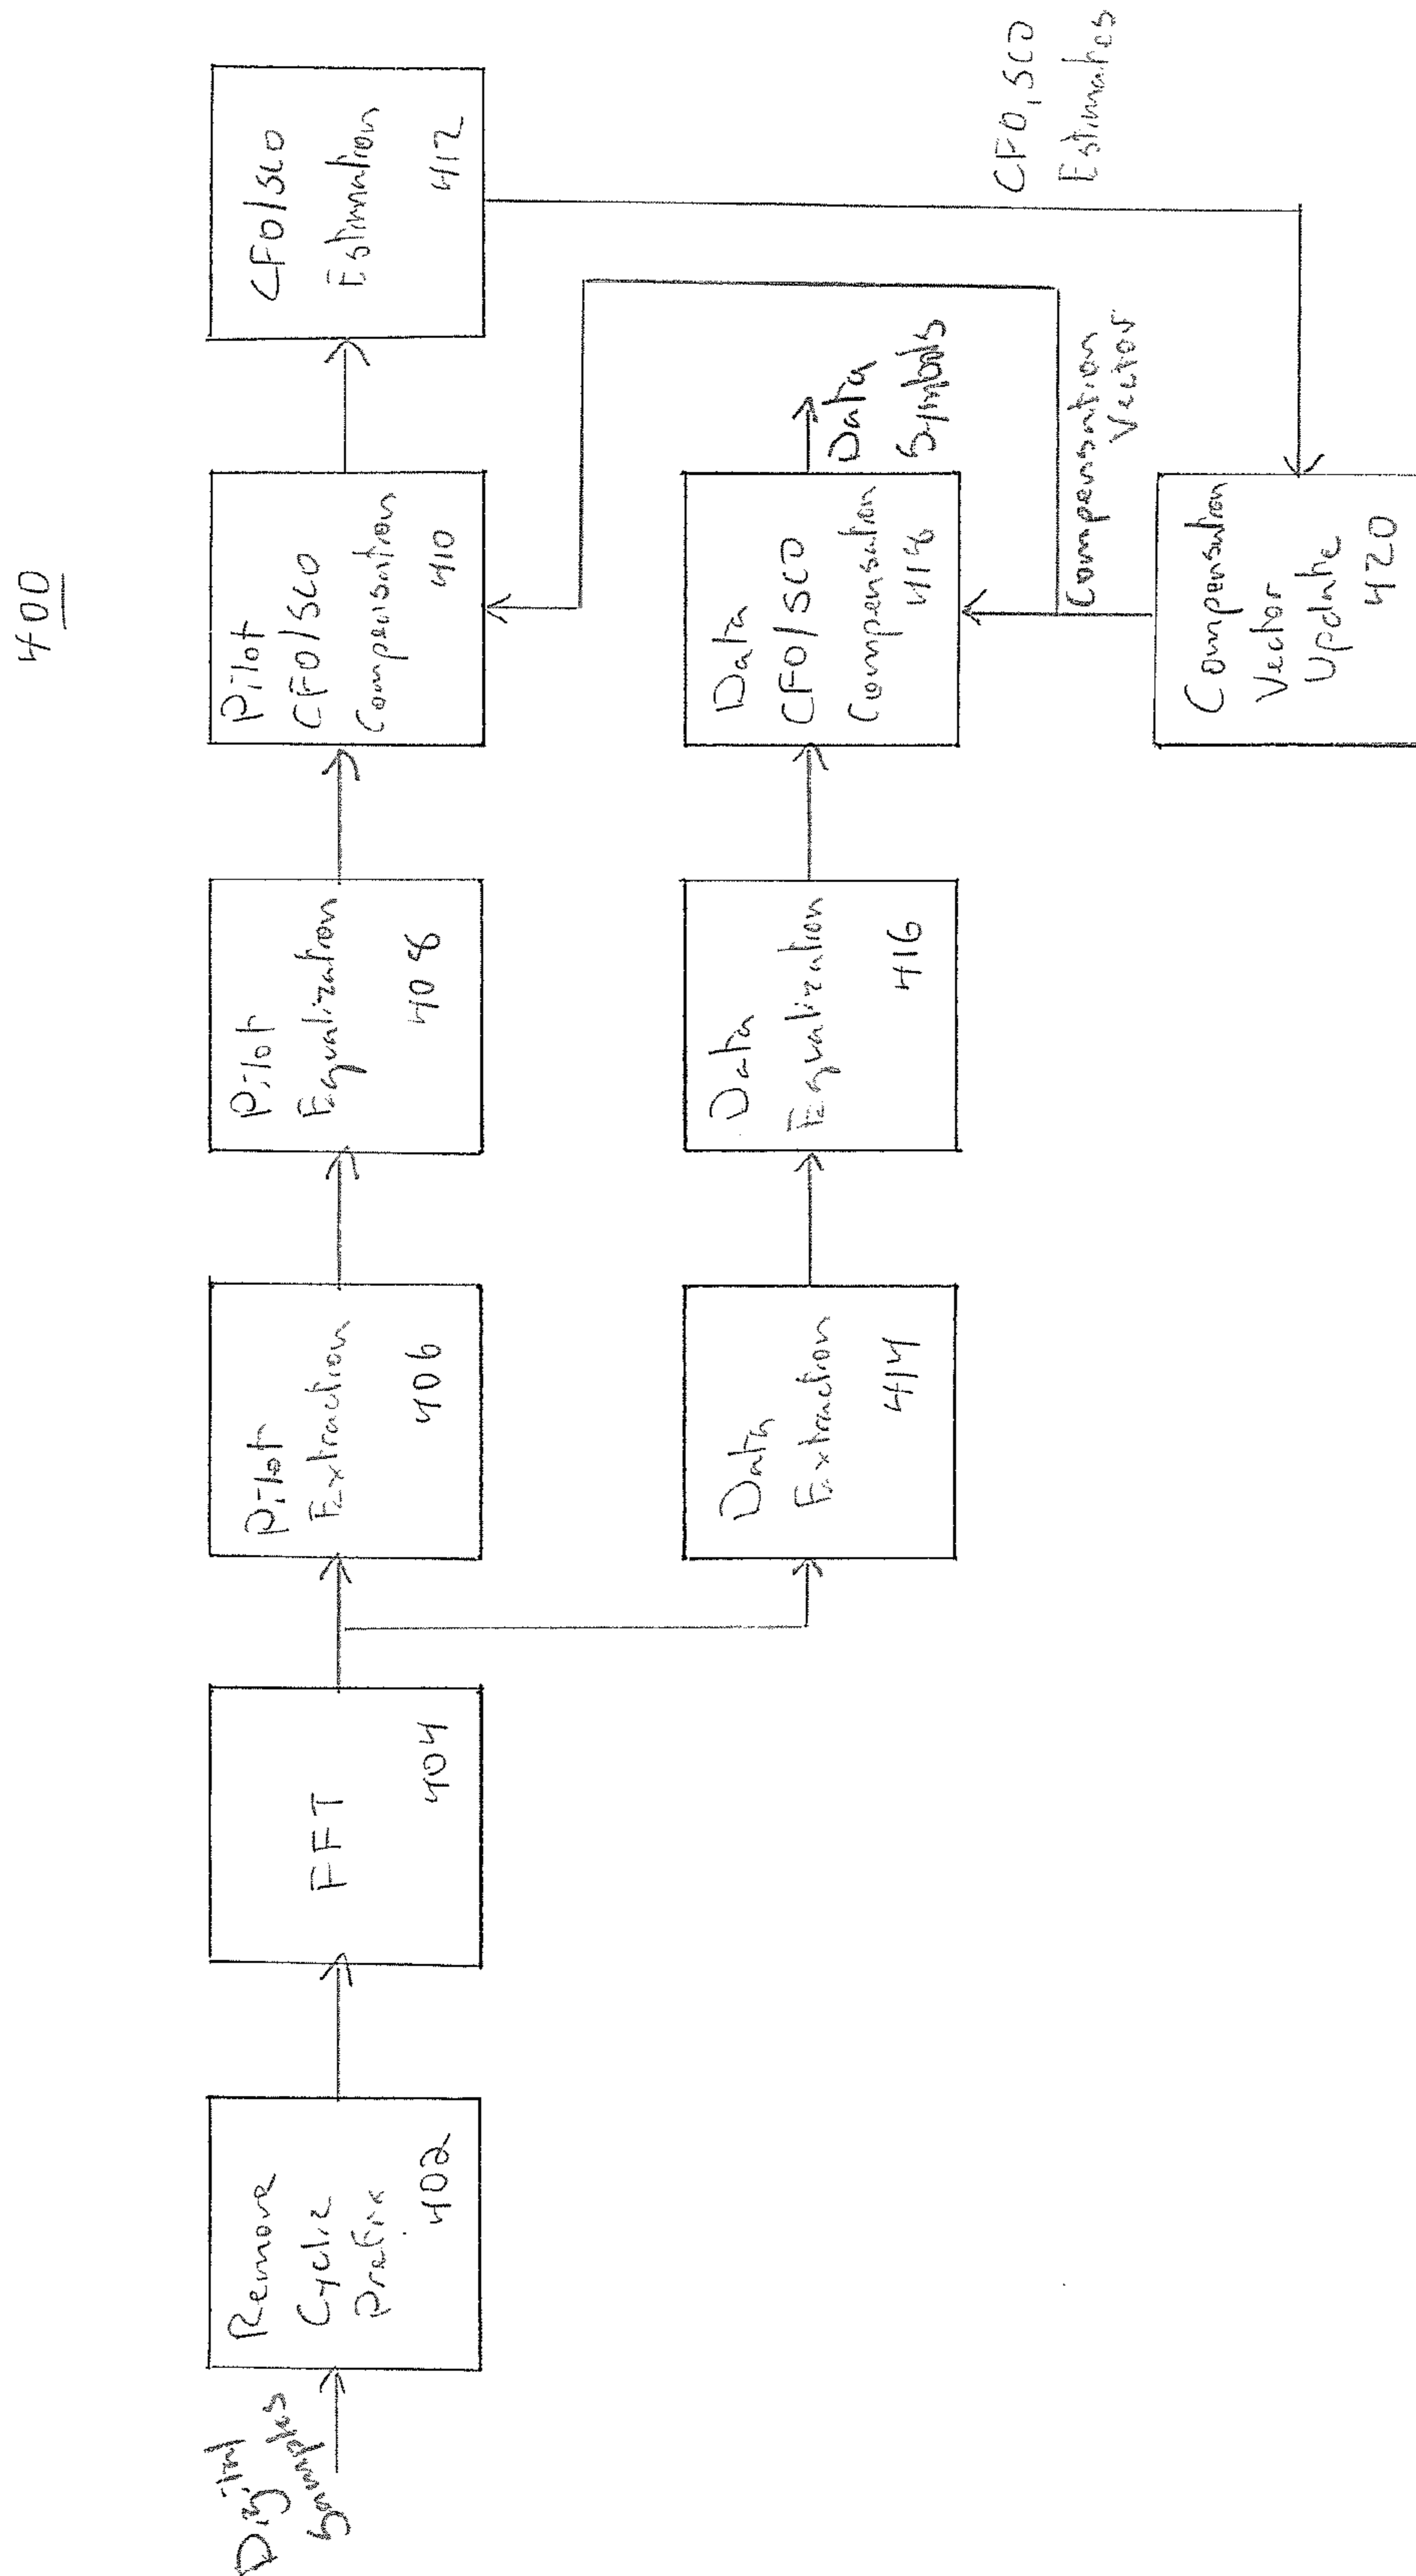 400
Digital
Samples
Remove
Cyclic
Prefix
402
FFT
404
Pilot
Extraction
406
Pilot
Equalization
408
Pilot
CFO/SCO
Compensation
410
CFO/SCO
Estimation
412
Data
Extraction
414
Data
Equalization
416
Data
CFO/SCO
Compensation
418
Data
Symbols
Compensation
Vector
CFO, SCO
Estimates
Compensation
Vector
Update
420